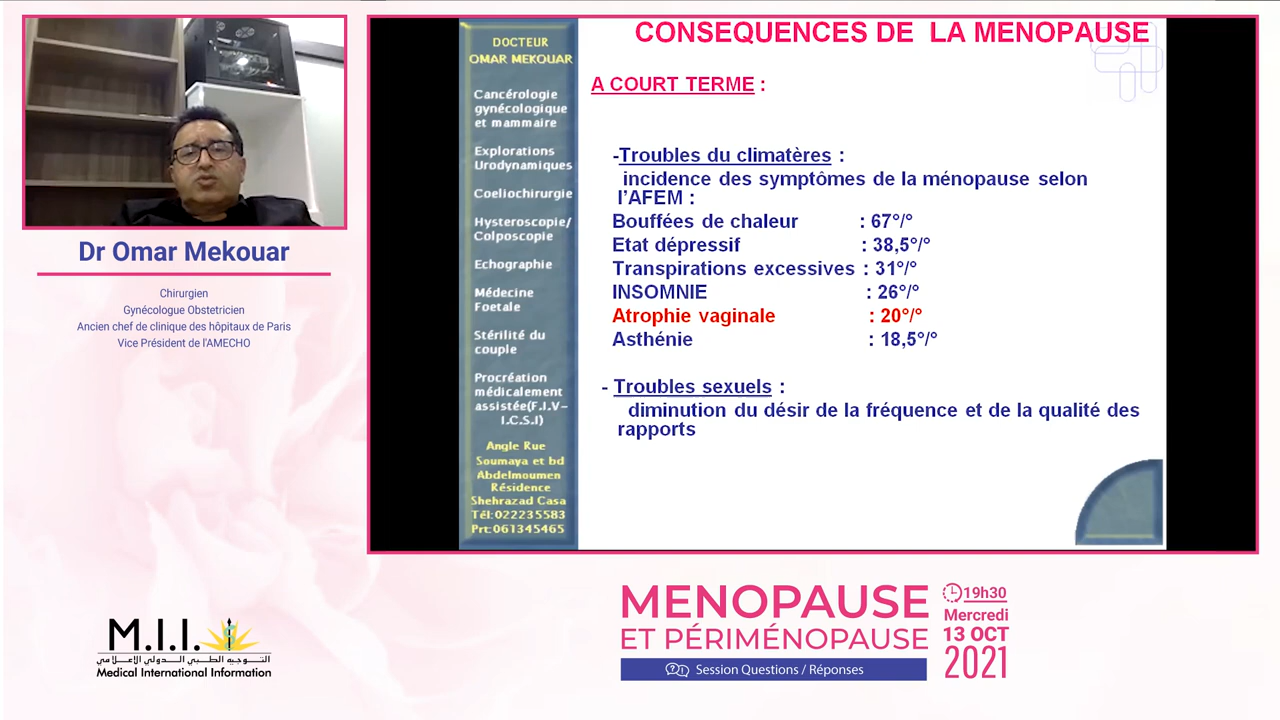 Dr Omar Mekouar
Chirurgien
Gynécologue Obstetricien
Ancien chef de clinique des hôpitaux de Paris
Vice Président de l'AMECHO
DOCTEUR
OMAR MEKOUAR
Cancérologie
gynécologique
et mammaire
Explorations
Urodynamiques
Coeliochirurgie
Hysteroscopie/
Colposcopie
Echographie
Médecine
Foetale
Stérilité du
couple
Procréation
médicalement
assistée(F.I.V-
I.C.S.I)
Angle Rue
Soumaya et bd
Abdelmoumen
Résidence
Shehrazad Casa
Tél:022235583
Prt:061345465
CONSEQUENCES DE LA MENOPAUSE
A COURT TERME :
-Troubles du climatères :
incidence des symptômes de la ménopause selon
l'AFEM :
Bouffées de chaleur : 67°/°
Etat dépressif : 38,5°/°
Transpirations excessives : 31°/°
INSOMNIE : 26°/°
Atrophie vaginale : 20°/°
Asthénie : 18,5°/°
- Troubles sexuels :
diminution du désir de la fréquence et de la qualité des
rapports
M.I.I.
التوجيه الطبي الدولي الإعلامي
Medical International Information
MENOPAUSE
ET PÉRIMÉNOPAUSE
Session Questions / Réponses
19h30
Mercredi
13 OCT
2021